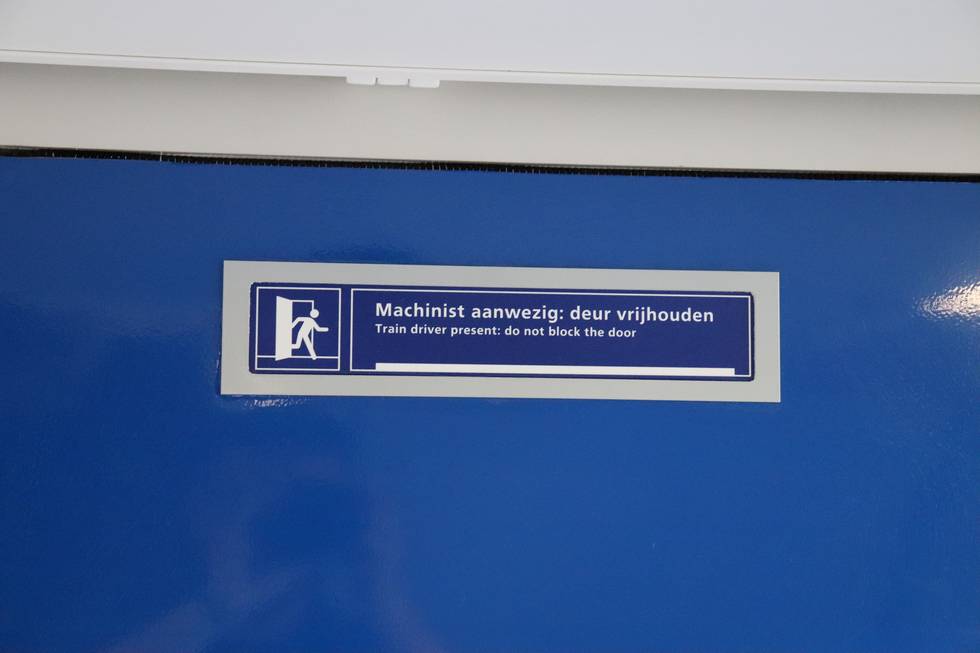 Machinist aanwezig: deur vrijhouden
Train driver present: do not block the door